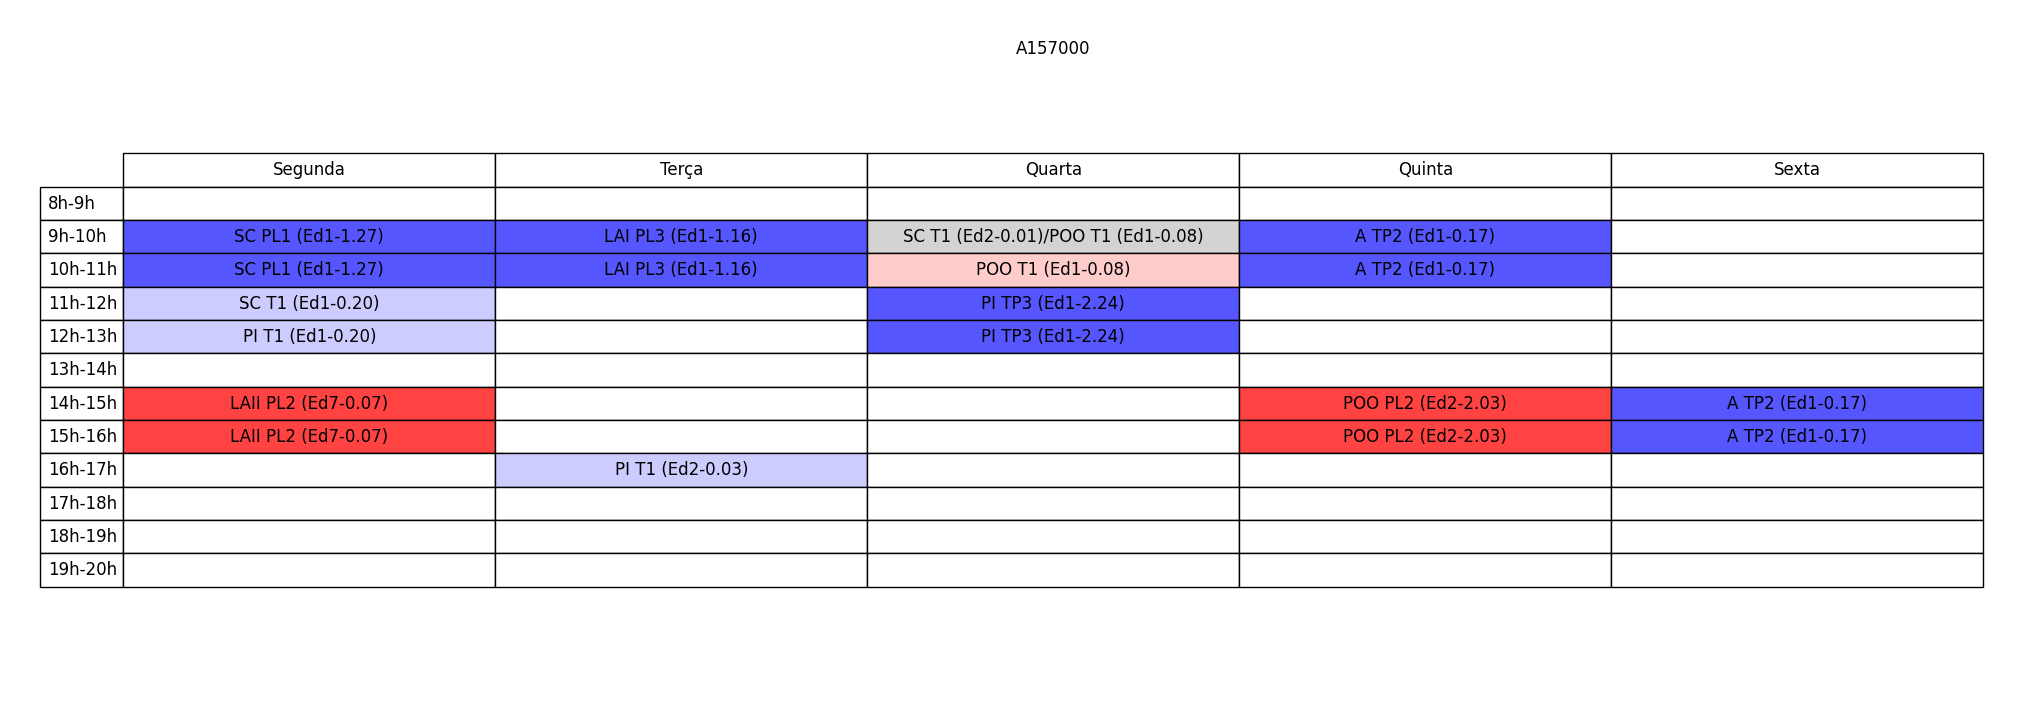 A157000
Segunda Terça Quarta Quinta Sexta
8h-9h
9h-10h SC PL1 (Ed1-1.27) LAI PL3 (Ed1-1.16) SC T1 (Ed2-0.01)/POO T1 (Ed1-0.08) A TP2 (Ed1-0.17)
10h-11h SC PL1 (Ed1-1.27) LAI PL3 (Ed1-1.16) POO T1 (Ed1-0.08) A TP2 (Ed1-0.17)
11h-12h SC T1 (Ed1-0.20) PI TP3 (Ed1-2.24)
12h-13h PI T1 (Ed1-0.20) PI TP3 (Ed1-2.24)
13h-14h
14h-15h LAII PL2 (Ed7-0.07) POO PL2 (Ed2-2.03) A TP2 (Ed1-0.17)
15h-16h LAII PL2 (Ed7-0.07) POO PL2 (Ed2-2.03) A TP2 (Ed1-0.17)
16h-17h PI T1 (Ed2-0.03)
17h-18h
18h-19h
19h-20h